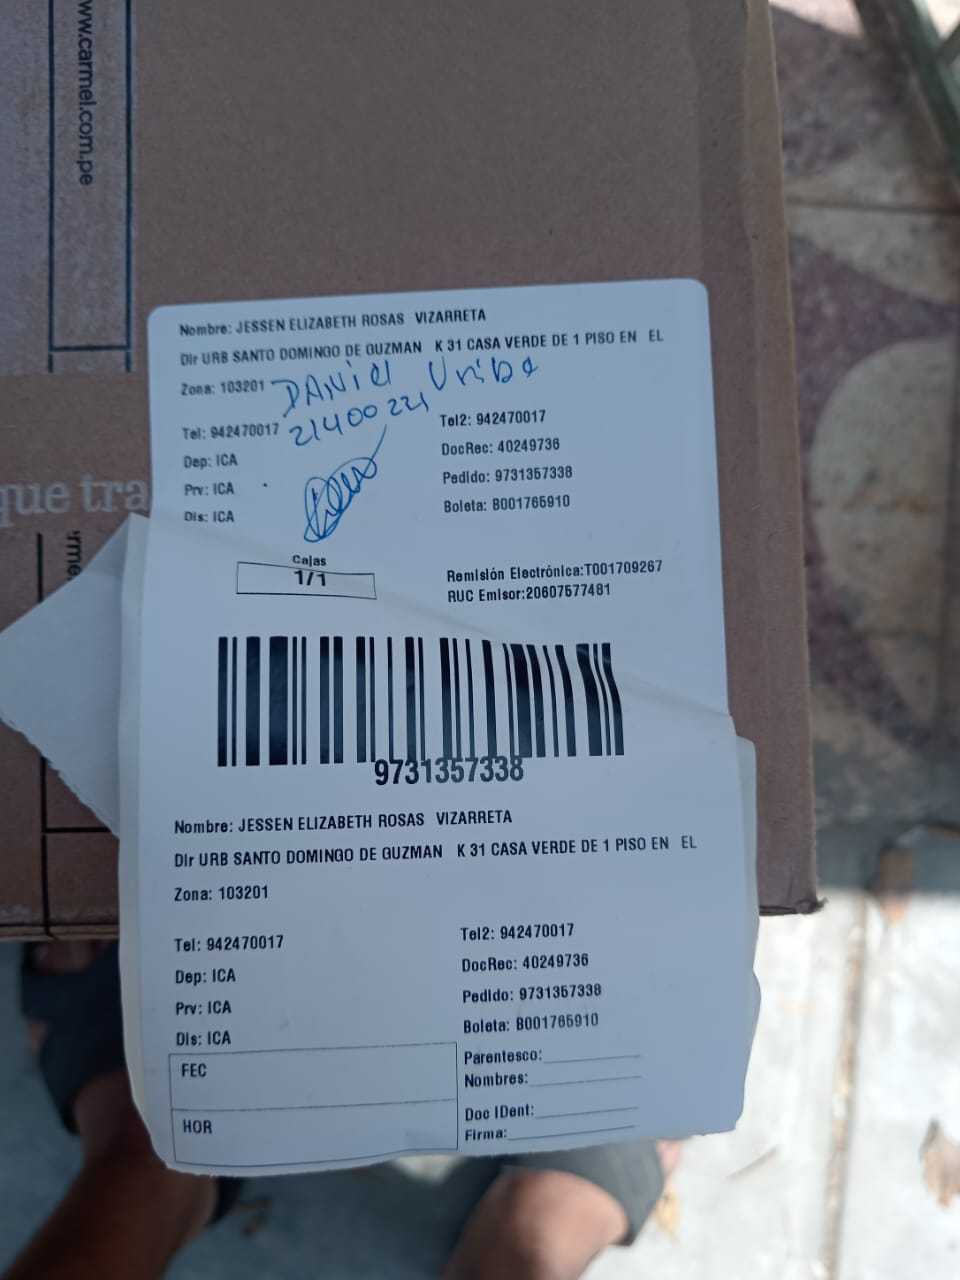 www.carmel.com.pe
que tra
Nombre: JESSEN ELIZABETH ROSAS VIZARRETA
Dir URB SANTO DOMINGO DE GUZMAN K 31 CASA VERDE DE 1 PISO EN EL
Zona: 103201 DANiel Uribe
Tel: 942470017 21400221 Tel2: 942470017
Dep: ICA DocRec: 40249736
Prv: ICA Pedido: 9731357338
Dis: ICA Boleta: B001765910
Cajas
1/1
Remisión Electrónica:T001709267
RUC Emisor:20607577481
9731357338
Nombre: JESSEN ELIZABETH ROSAS VIZARRETA
Dir URB SANTO DOMINGO DE GUZMAN K 31 CASA VERDE DE 1 PISO EN EL
Zona: 103201
Tel: 942470017 Tel2: 942470017
Dep: ICA DocRec: 40249736
Prv: ICA Pedido: 9731357338
Dis: ICA Boleta: B001765910
FEC Parentesco:
Nombres:
HOR Doc IDent:
Firma: